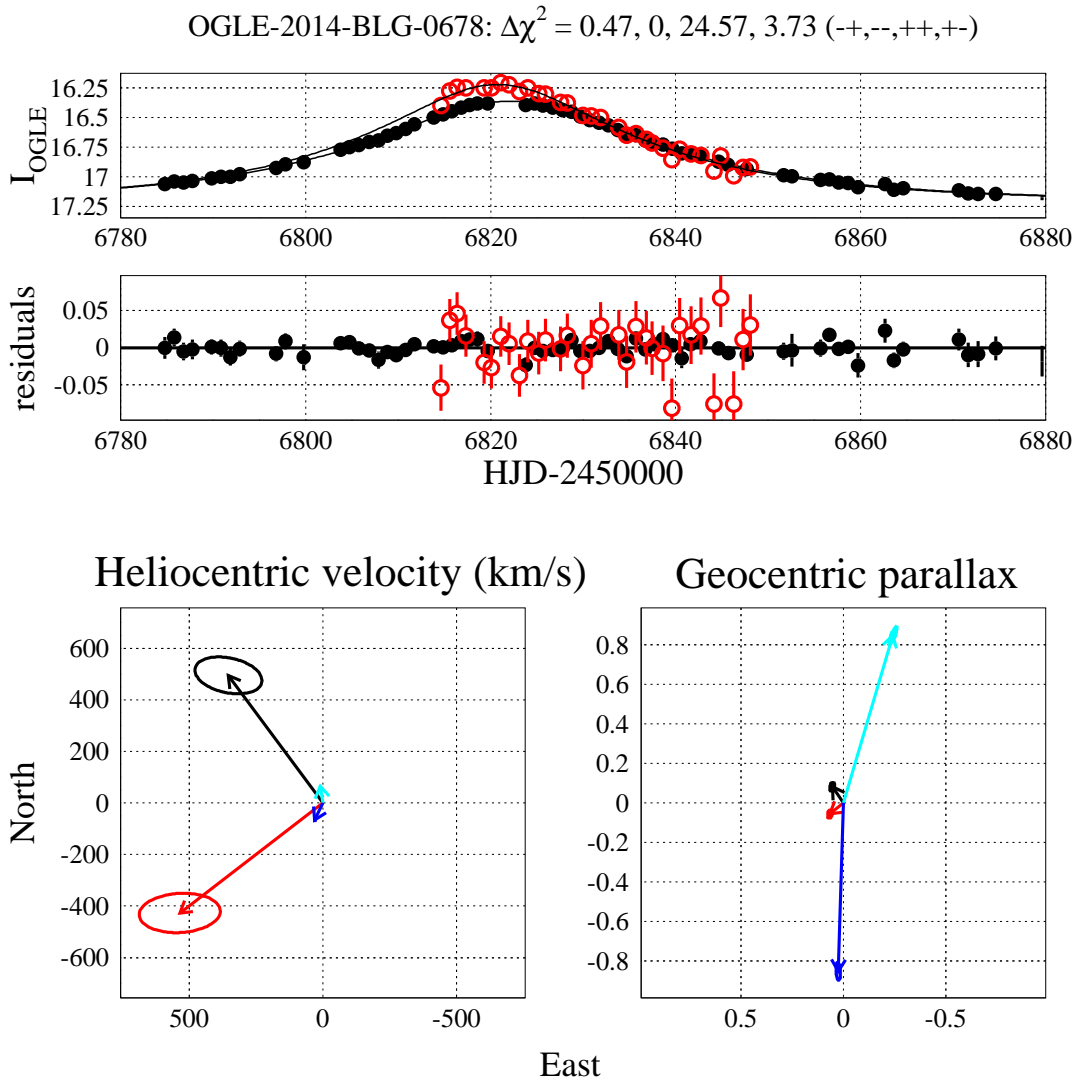 OGLE-2014-BLG-0678: Δχ² = 0.47, 0, 24.57, 3.73 (-+,--,++,+-)
I_OGLE
16.25
16.5
16.75
17
17.25
6780 6800 6820 6840 6860 6880
residuals
0.05
0
-0.05
6780 6800 6820 6840 6860 6880
HJD-2450000
Heliocentric velocity (km/s)
North
600
400
200
0
-200
-400
-600
500 0 -500
Geocentric parallax
0.8
0.6
0.4
0.2
0
-0.2
-0.4
-0.6
-0.8
0.5 0 -0.5
East